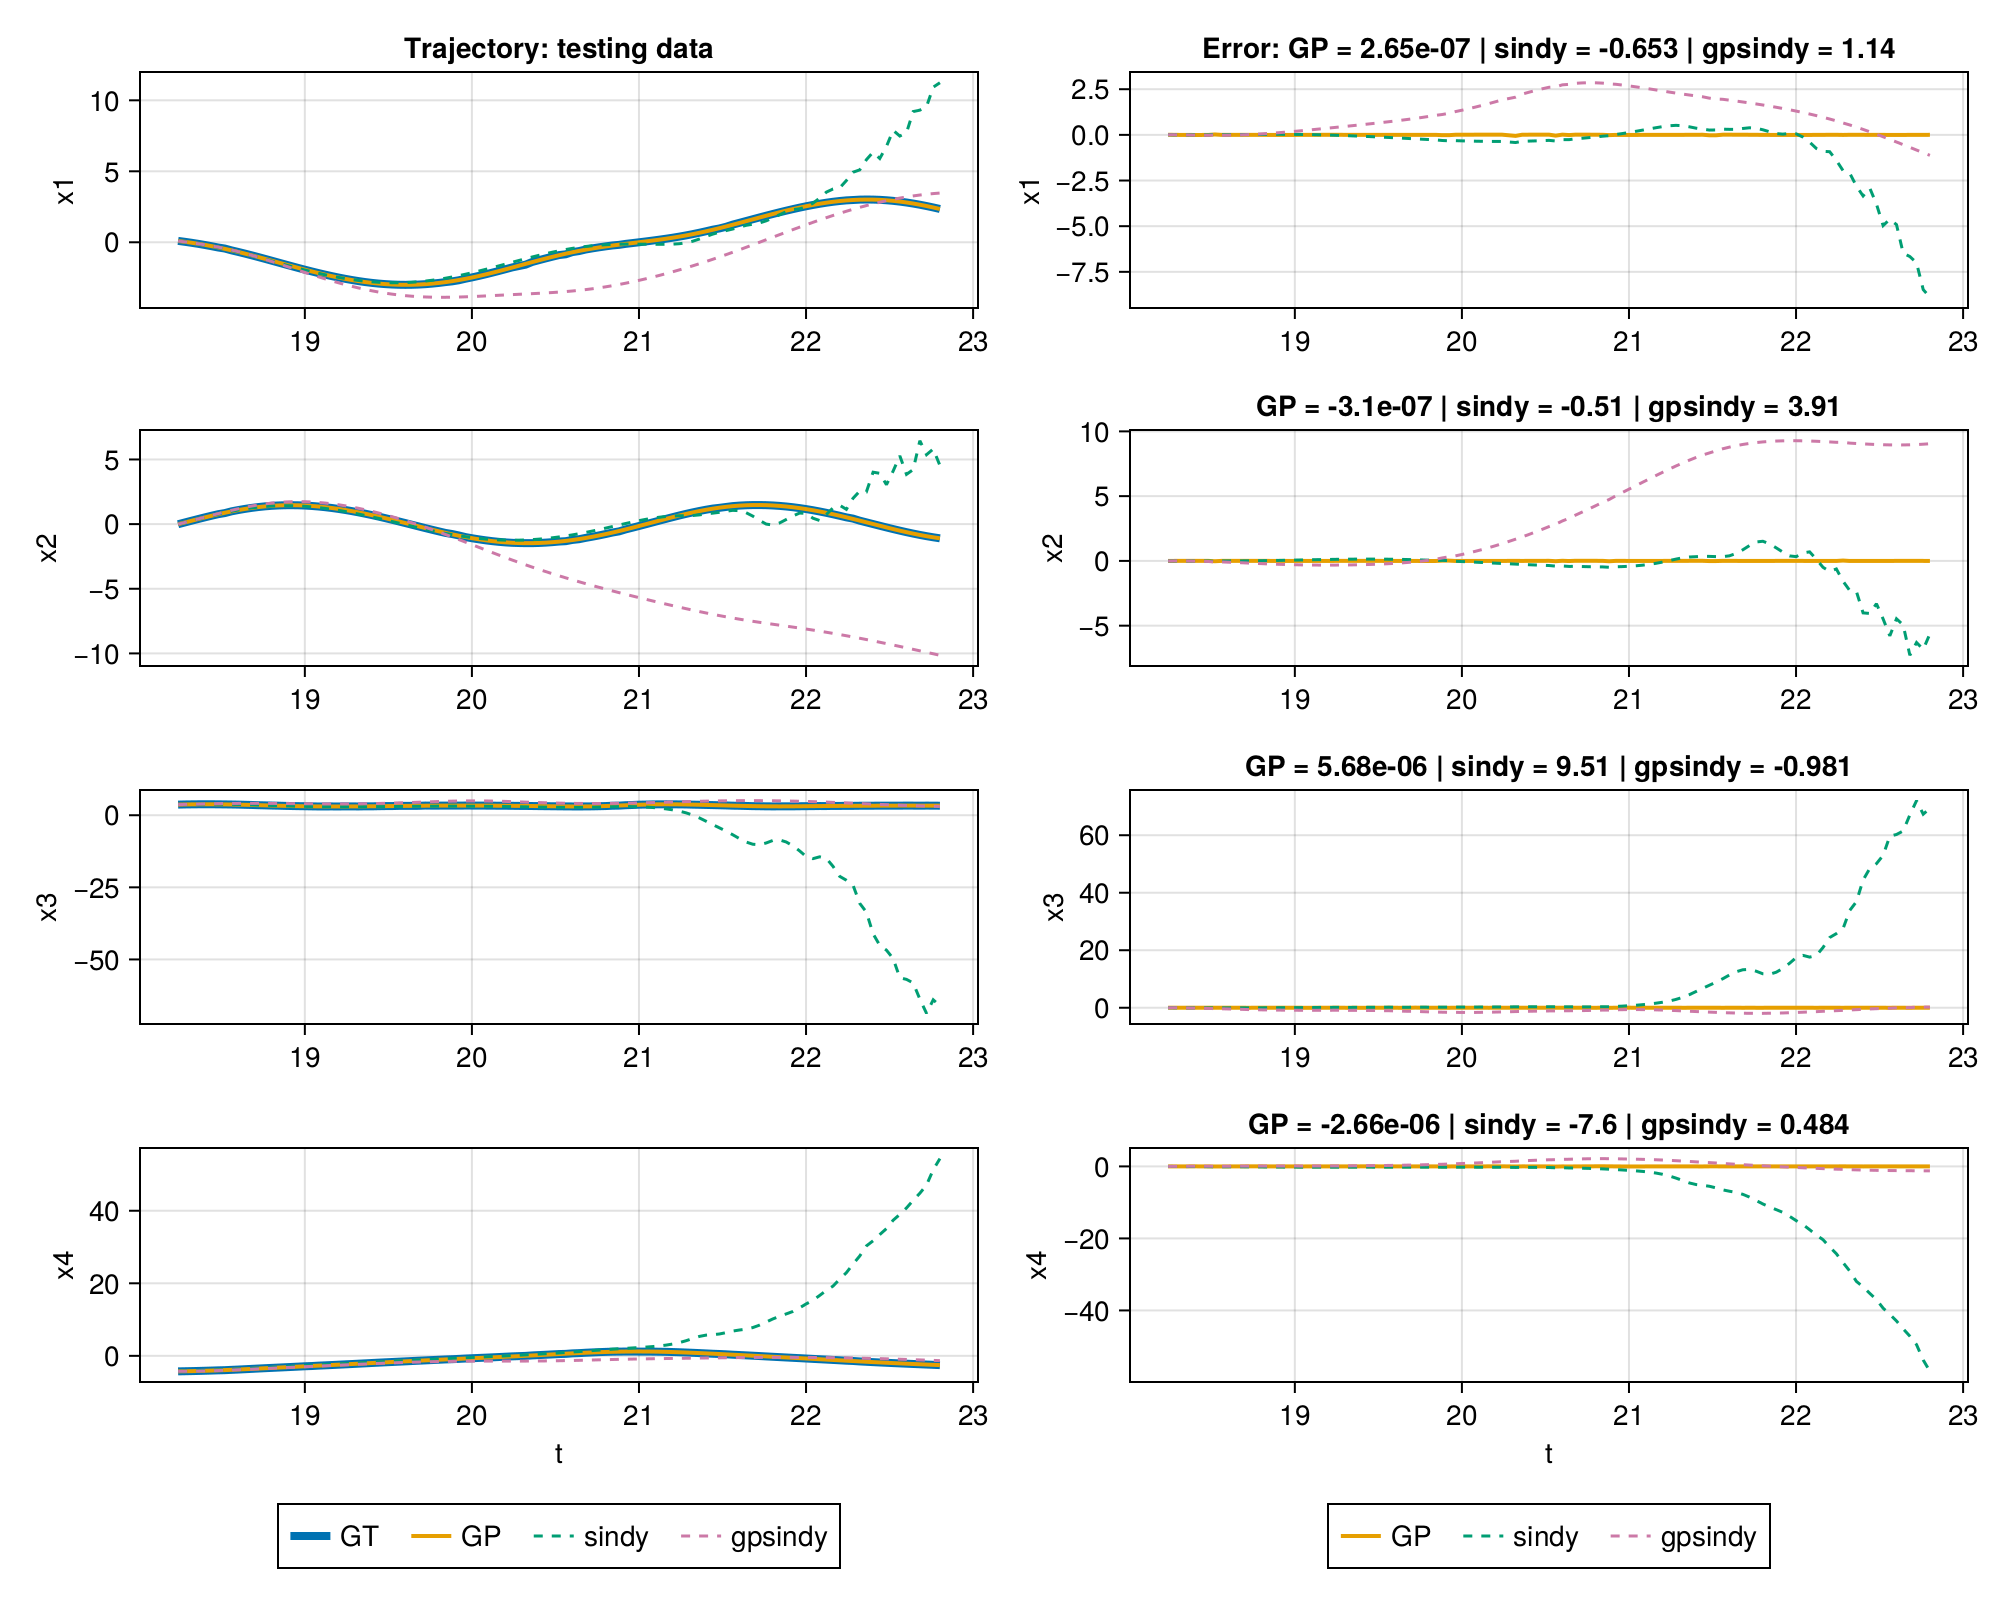 Trajectory: testing data
10
5
0
x1
19 20 21 22 23
Error: GP = 2.65e-07 | sindy = -0.653 | gpsindy = 1.14
2.5
0.0
−2.5
−5.0
−7.5
x1
19 20 21 22 23
5
0
−5
−10
x2
19 20 21 22 23
GP = -3.1e-07 | sindy = -0.51 | gpsindy = 3.91
10
5
0
−5
x2
19 20 21 22 23
0
−25
−50
x3
19 20 21 22 23
GP = 5.68e-06 | sindy = 9.51 | gpsindy = -0.981
60
40
20
0
x3
19 20 21 22 23
40
20
0
x4
19 20 21 22 23
t
GP = -2.66e-06 | sindy = -7.6 | gpsindy = 0.484
0
−20
−40
x4
19 20 21 22 23
t
GT GP sindy gpsindy
GP sindy gpsindy